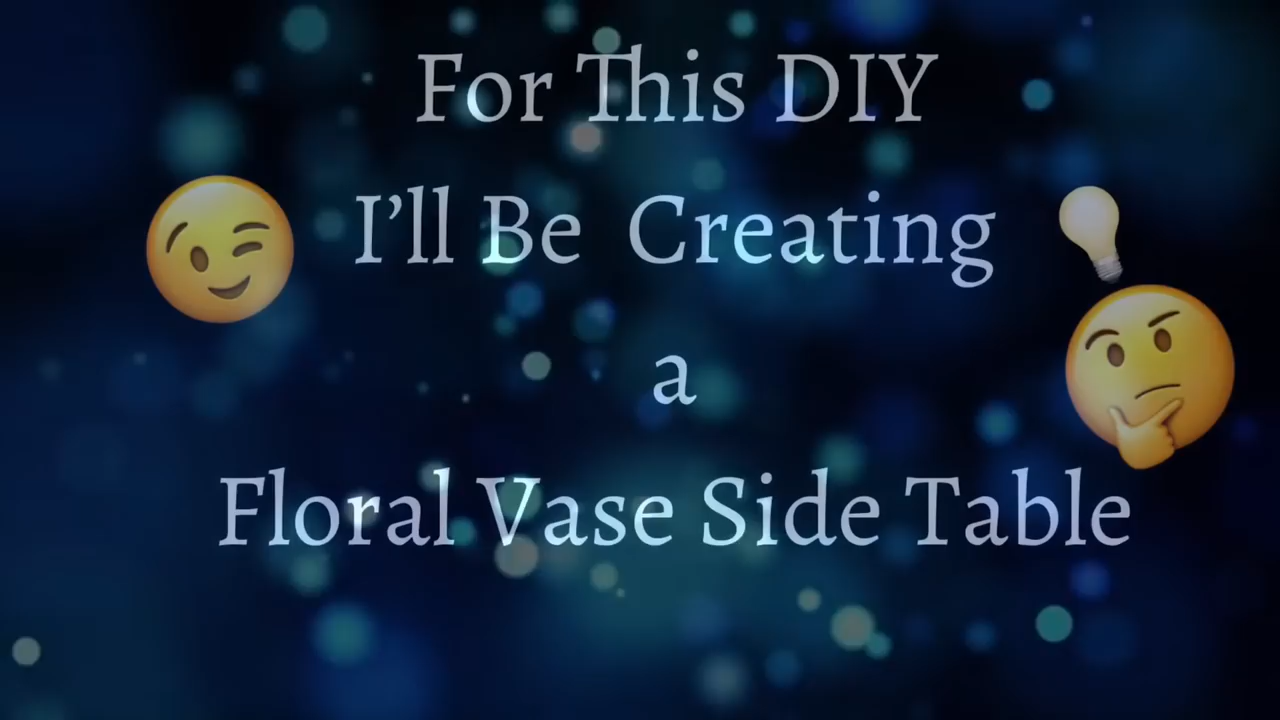 For This DIY
I’ll Be Creating
a
Floral Vase Side Table